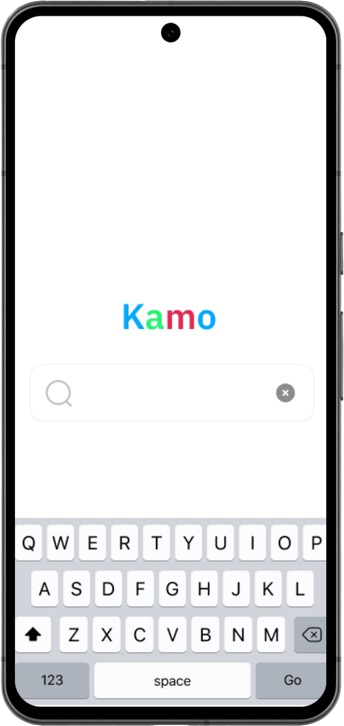 Kamo
Q W E R T Y U I O P
A S D F G H J K L
Z X C V B N M
123 space Go